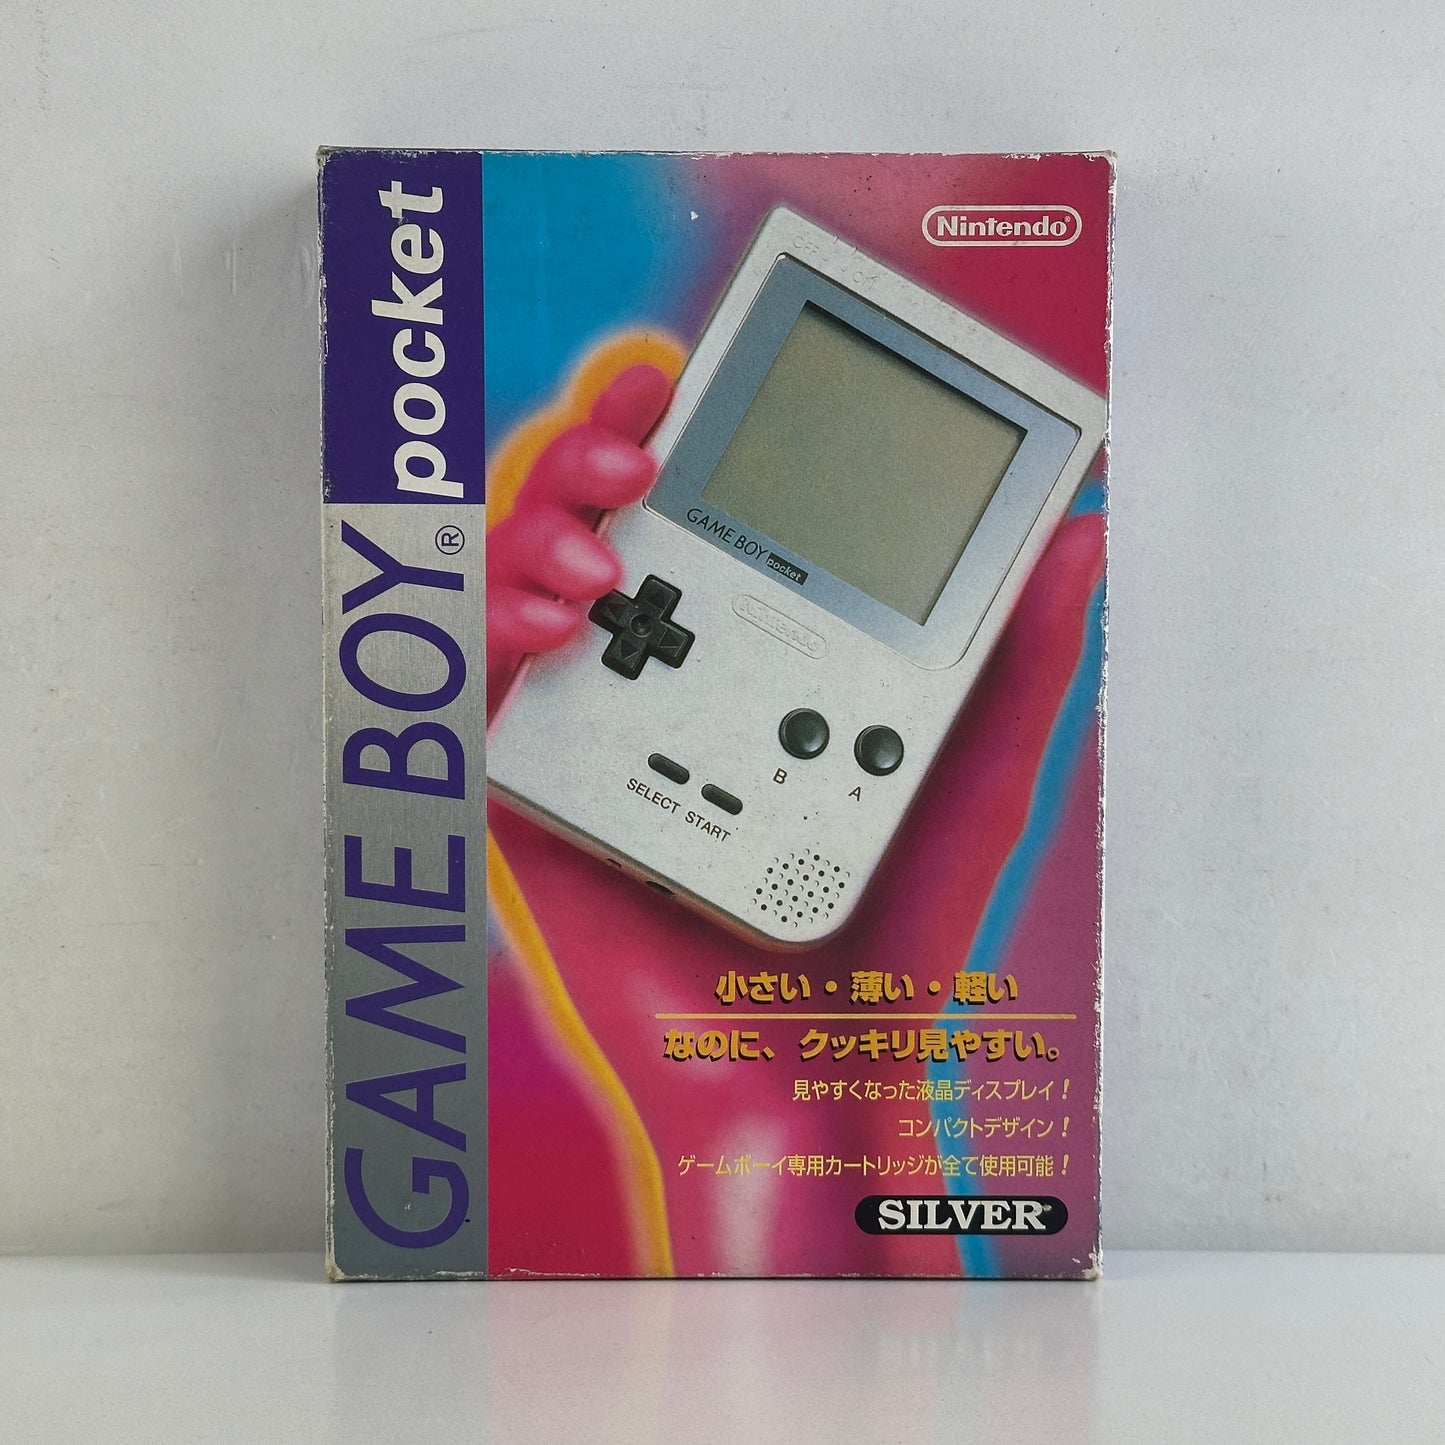 GAME BOY® pocket
Nintendo®
OFF ON
GAME BOY pocket
Nintendo
B A
SELECT START
小さい・薄い・軽い
なのに、クッキリ見やすい。
見やすくなった液晶ディスプレイ!
コンパクトデザイン!
ゲームボーイ専用カートリッジが全て使用可能!
SILVER